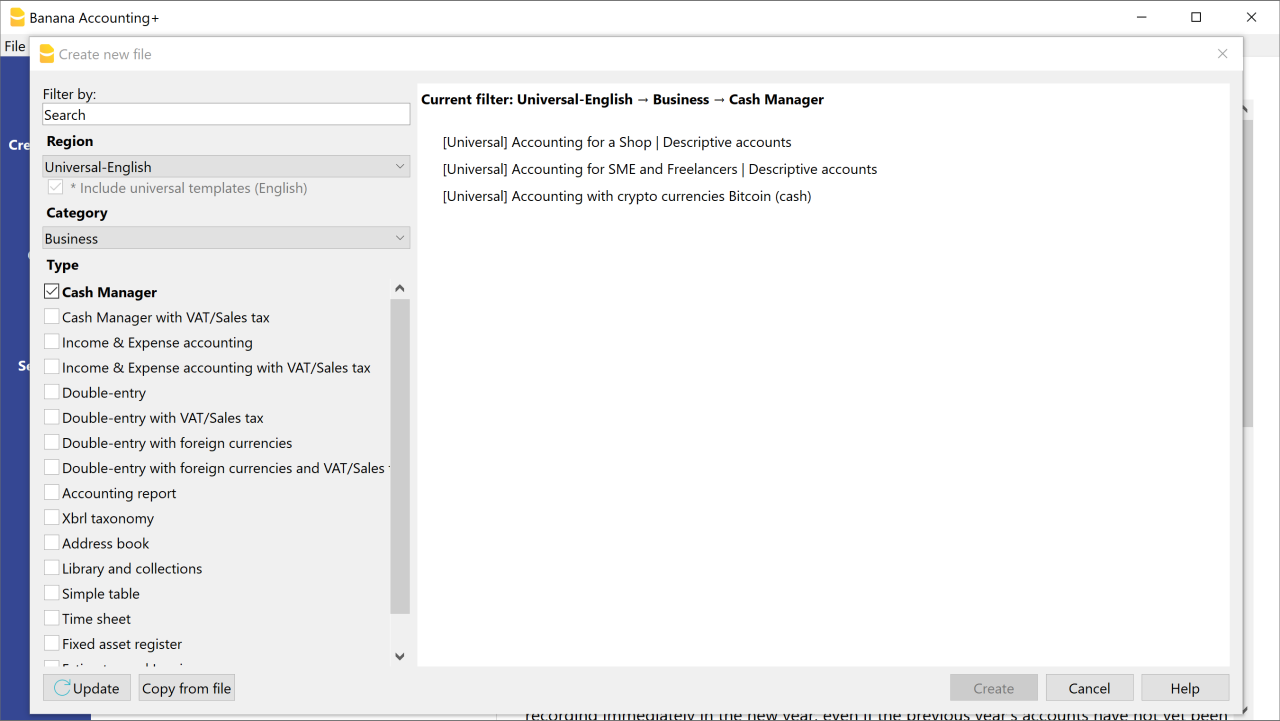 Banana Accounting+
File
Create new file
Filter by:
Search
Region
Universal-English
* Include universal templates (English)
Category
Business
Type
Cash Manager
Cash Manager with VAT/Sales tax
Income & Expense accounting
Income & Expense accounting with VAT/Sales tax
Double-entry
Double-entry with VAT/Sales tax
Double-entry with foreign currencies
Double-entry with foreign currencies and VAT/Sales
Accounting report
Xbrl taxonomy
Address book
Library and collections
Simple table
Time sheet
Fixed asset register
Update
Copy from file
Current filter: Universal-English → Business → Cash Manager
[Universal] Accounting for a Shop | Descriptive accounts
[Universal] Accounting for SME and Freelancers | Descriptive accounts
[Universal] Accounting with crypto currencies Bitcoin (cash)
Create
Cancel
Help
Cre
Se
recording immediately in the new year, even if the previous year's accounts have not yet been